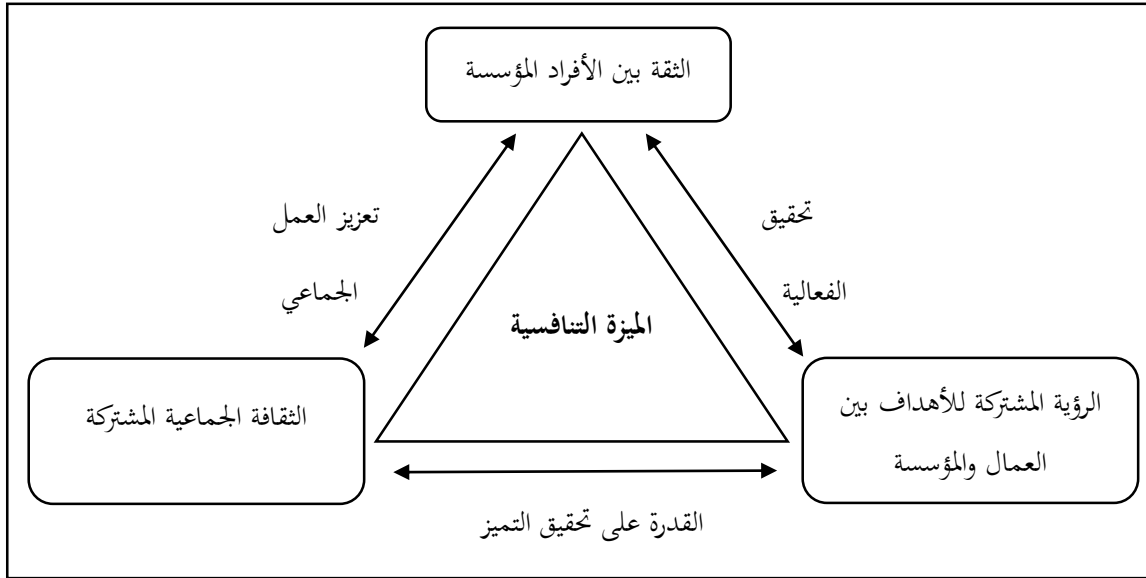 الثقة بين الأفراد المؤسسة
تعزيز العمل
الجماعي
تحقيق
الفعالية
الميزة التنافسية
الرؤية المشتركة للأهداف بين
العمال والمؤسسة
الثقافة الجماعية المشتركة
القدرة على تحقيق التميز